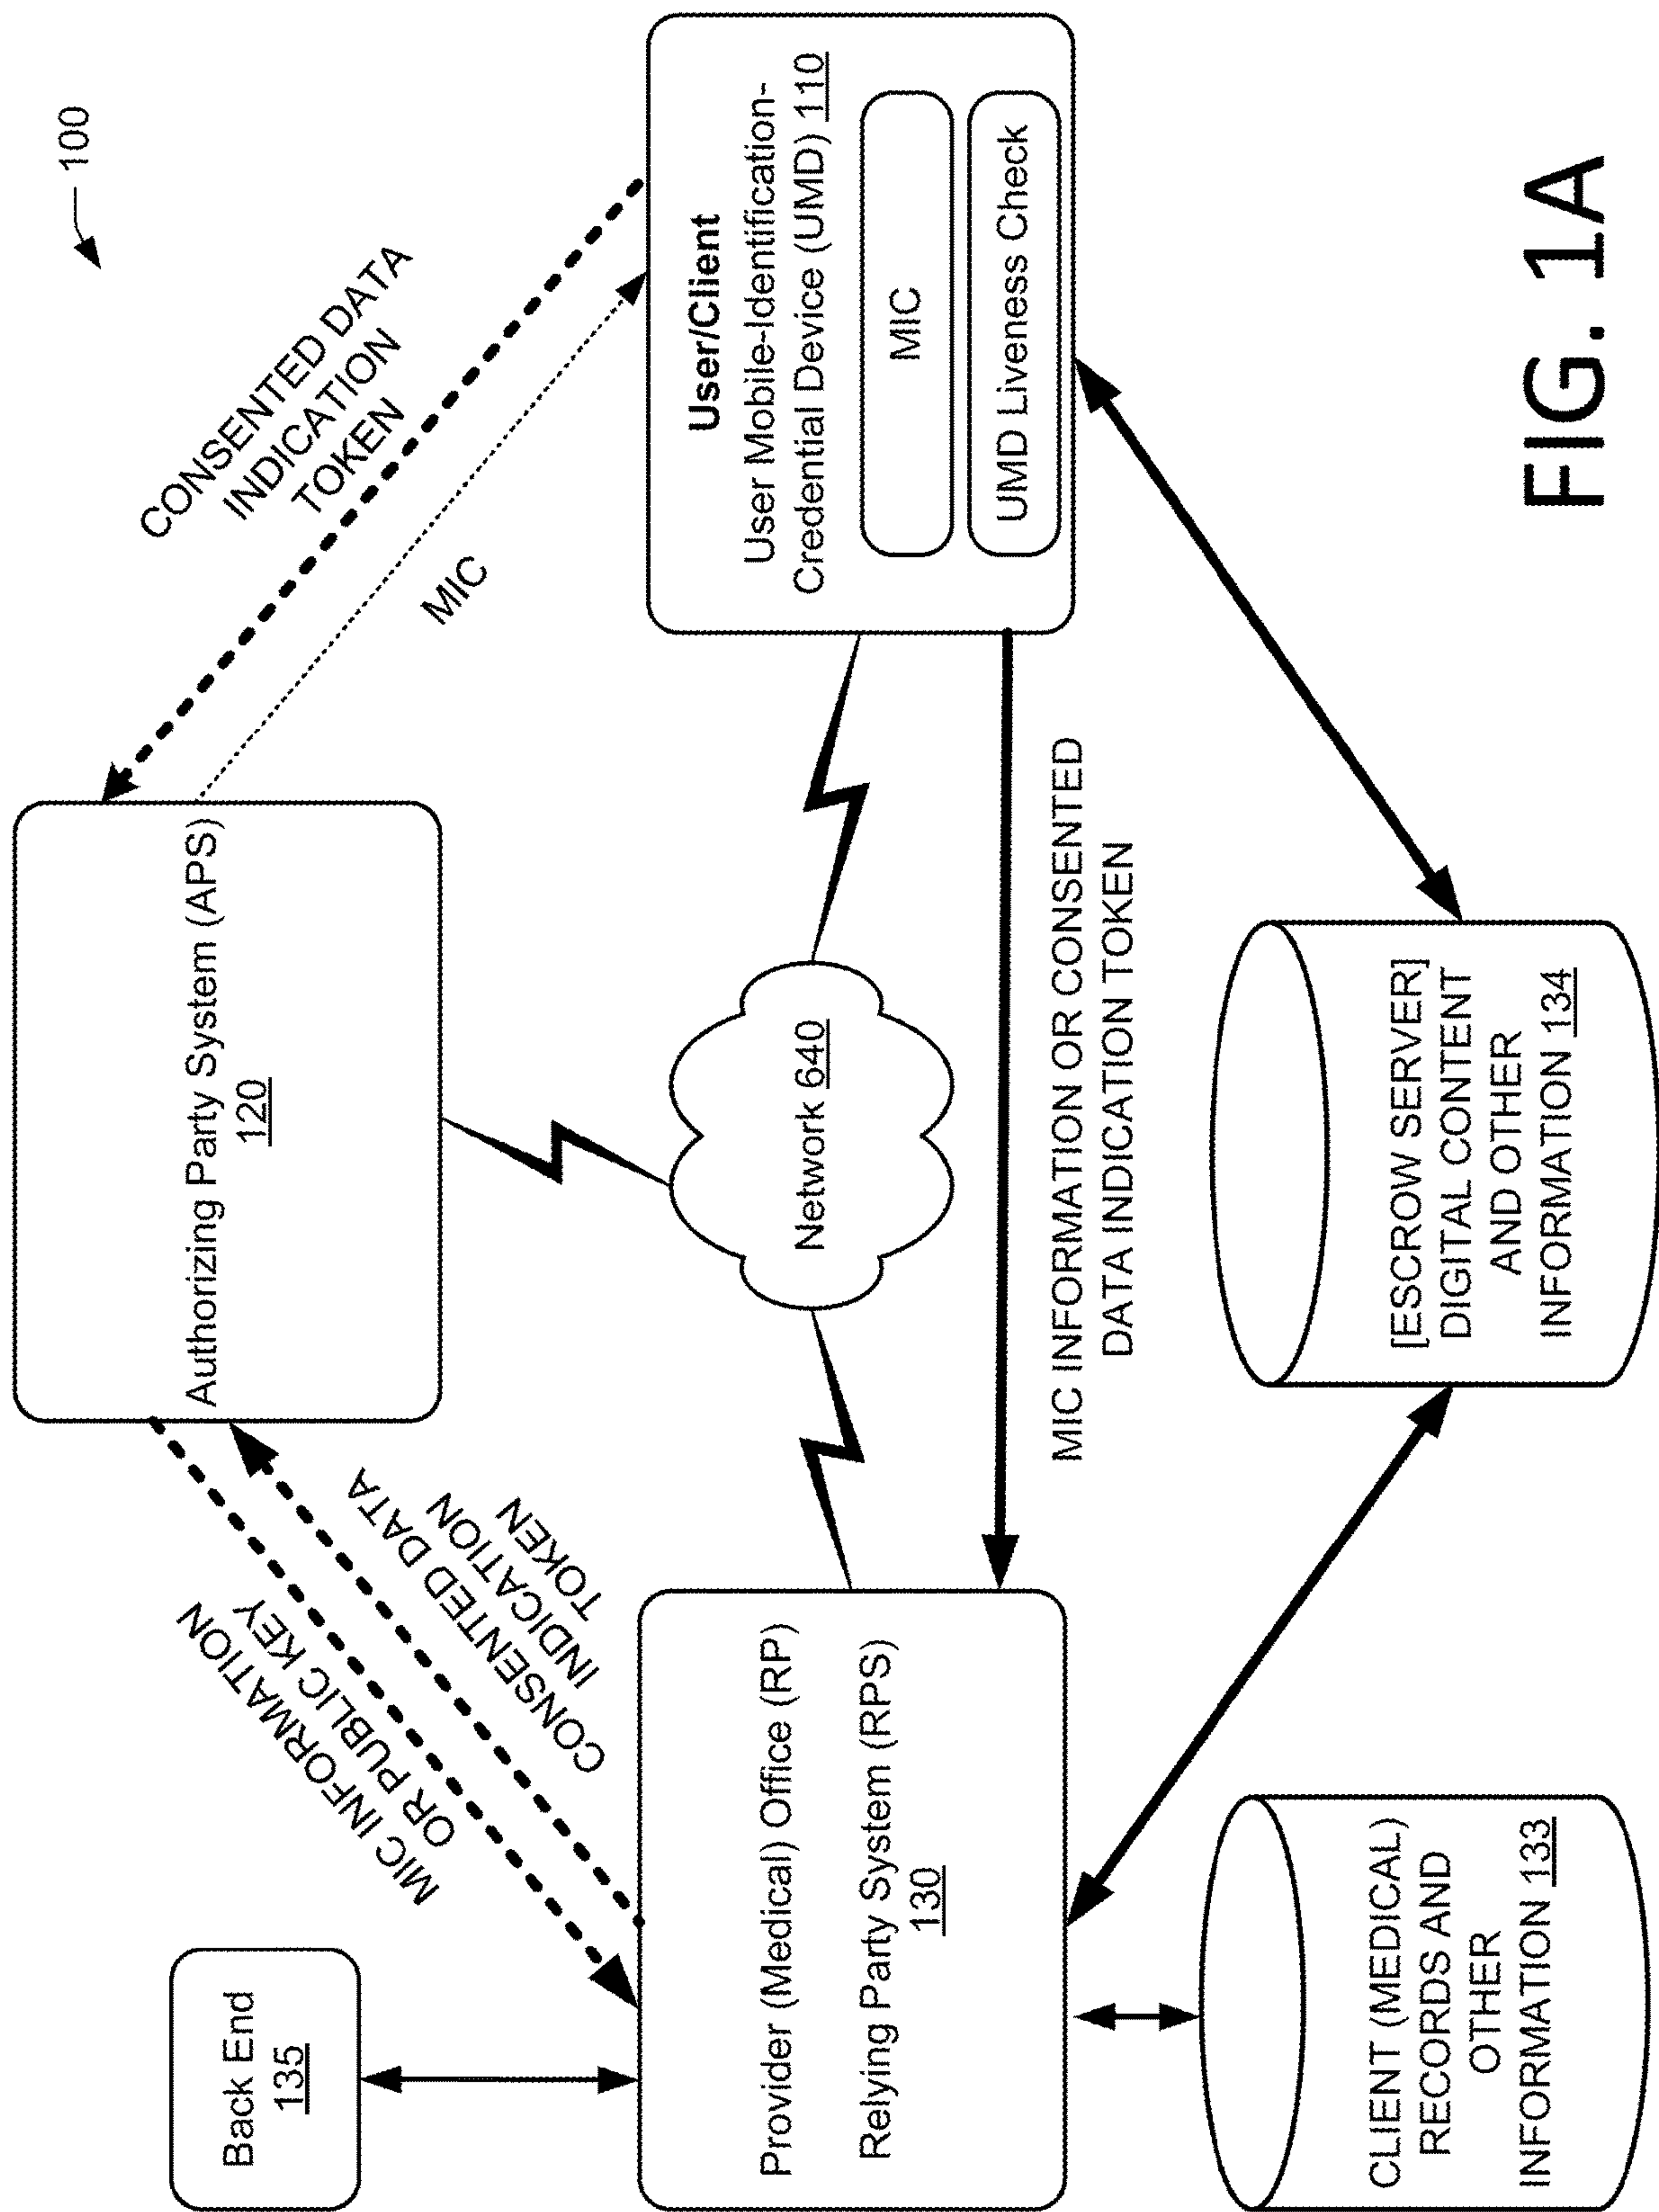 100
CONSENTED DATA
INDICATION
TOKEN
MIC
Authorizing Party System (APS)
120
MIC INFORMATION
OR PUBLIC KEY
CONSENTED DATA
INDICATION
TOKEN
Back End
135
User/Client
User Mobile-Identification-
Credential Device (UMD) 110
MIC
UMD Liveness Check
Network 640
Provider (Medical) Office (RP)
Relying Party System (RPS)
130
MIC INFORMATION OR CONSENTED
DATA INDICATION TOKEN
CLIENT (MEDICAL)
RECORDS AND
OTHER
INFORMATION 133
[ESCROW SERVER]
DIGITAL CONTENT
AND OTHER
INFORMATION 134
FIG. 1A